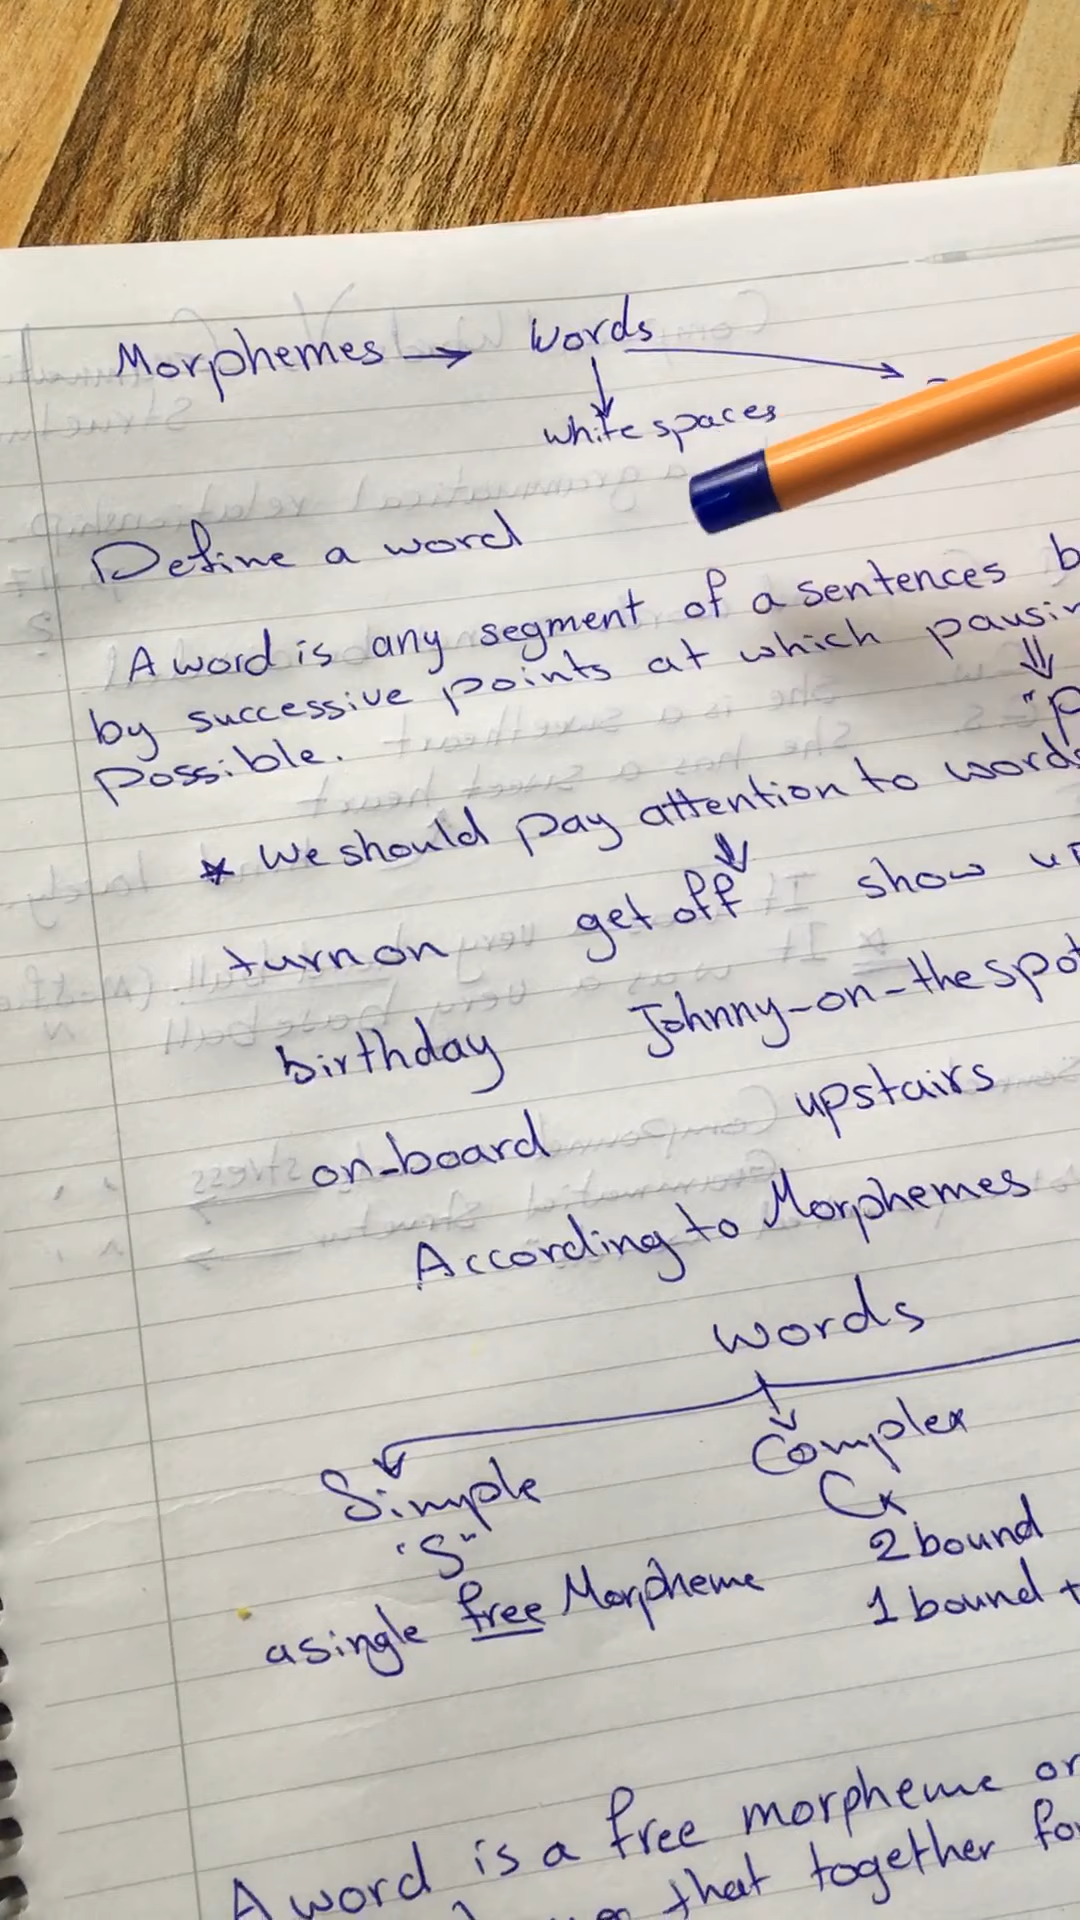 Morphemes → words
white spaces
Define a word
A word is any segment of a sentences
by successive points at which
possible.
* We should pay attention to words
turn on get off show
birthday Johnny-on-the spot
on-board upstairs
According to Morphemes
words
Simple Complex
"S" Cx
a single free Morpheme 2 bound
1 bound +
A word is a free morpheme or
that together